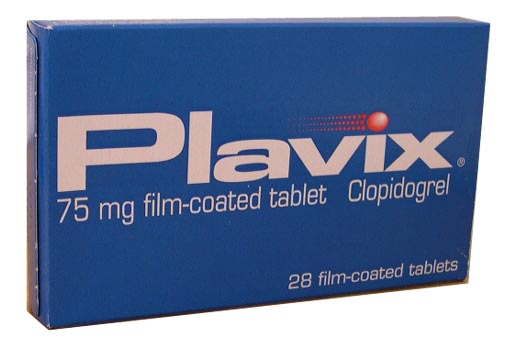 Plavix®
75 mg film-coated tablet Clopidogrel
28 film-coated tablets